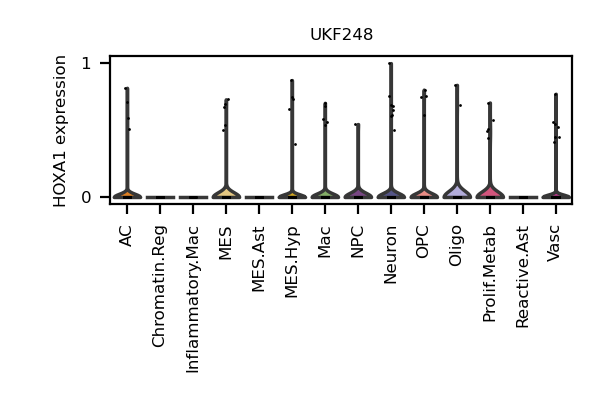 UKF248
HOXA1 expression
1
0
AC
Chromatin.Reg
Inflammatory.Mac
MES
MES.Ast
MES.Hyp
Mac
NPC
Neuron
OPC
Oligo
Prolif.Metab
Reactive.Ast
Vasc